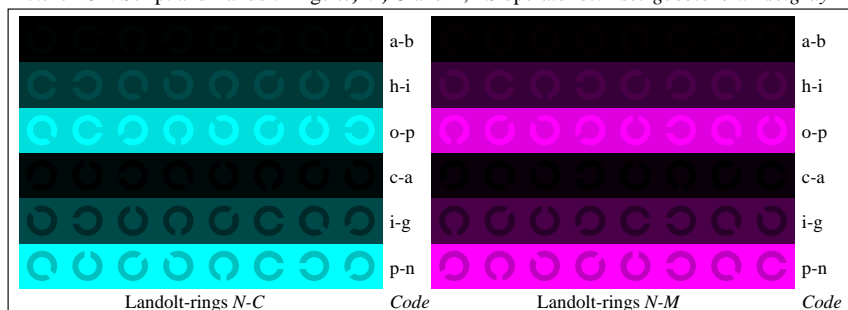 a-b a-b
h-i h-i
o-p o-p
c-a c-a
i-g i-g
p-n p-n
Landolt-rings N-C Code Landolt-rings N-M Code